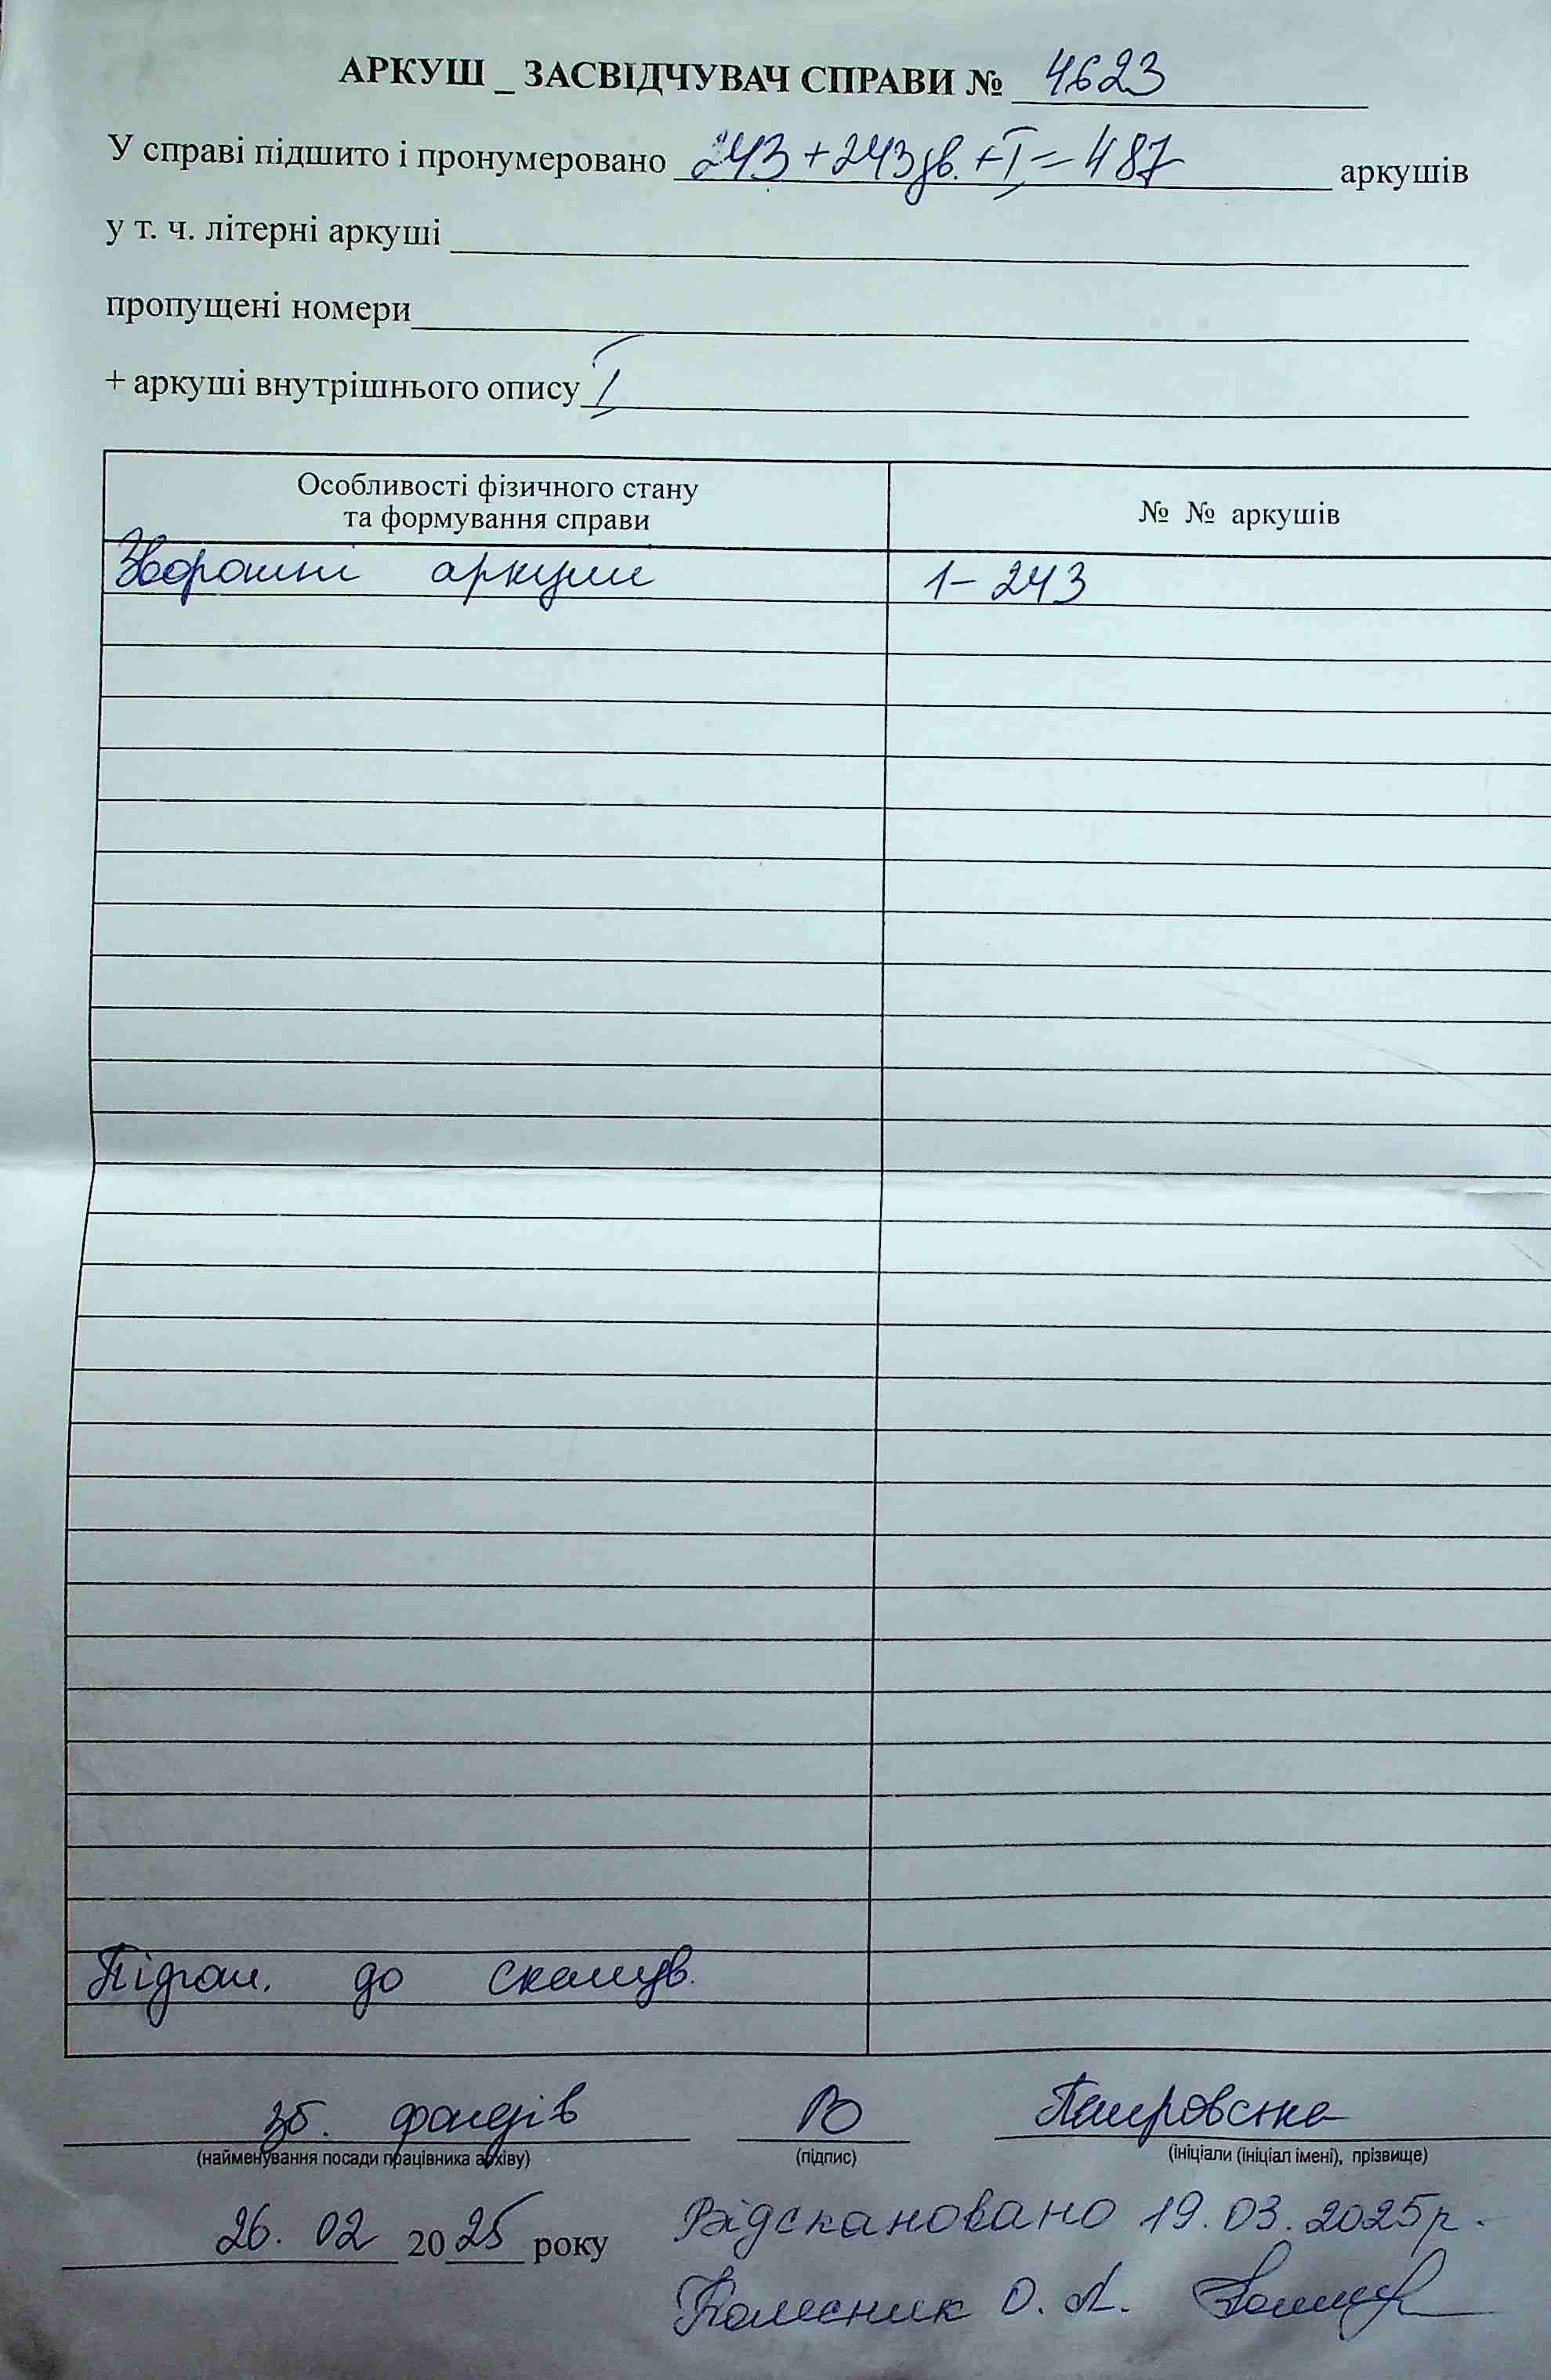 АРКУШ _ ЗАСВІДЧУВАЧ СПРАВИ № 4623
У справі підшито і пронумеровано 243+243зв.+I=487 аркушів
у т. ч. літерні аркуші
пропущені номери
+ аркуші внутрішнього опису I
Особливості фізичного стану
та формування справи
№ № аркушів
Зворотні аркуші 1-243
Підгот. до сканув.
зб. фондів
(найменування посади працівника архіву)
(підпис)
(ініціали (ініціал імені), прізвище)
26. 02 2025 року
Відскановано 19.03.2025р.
О. А.